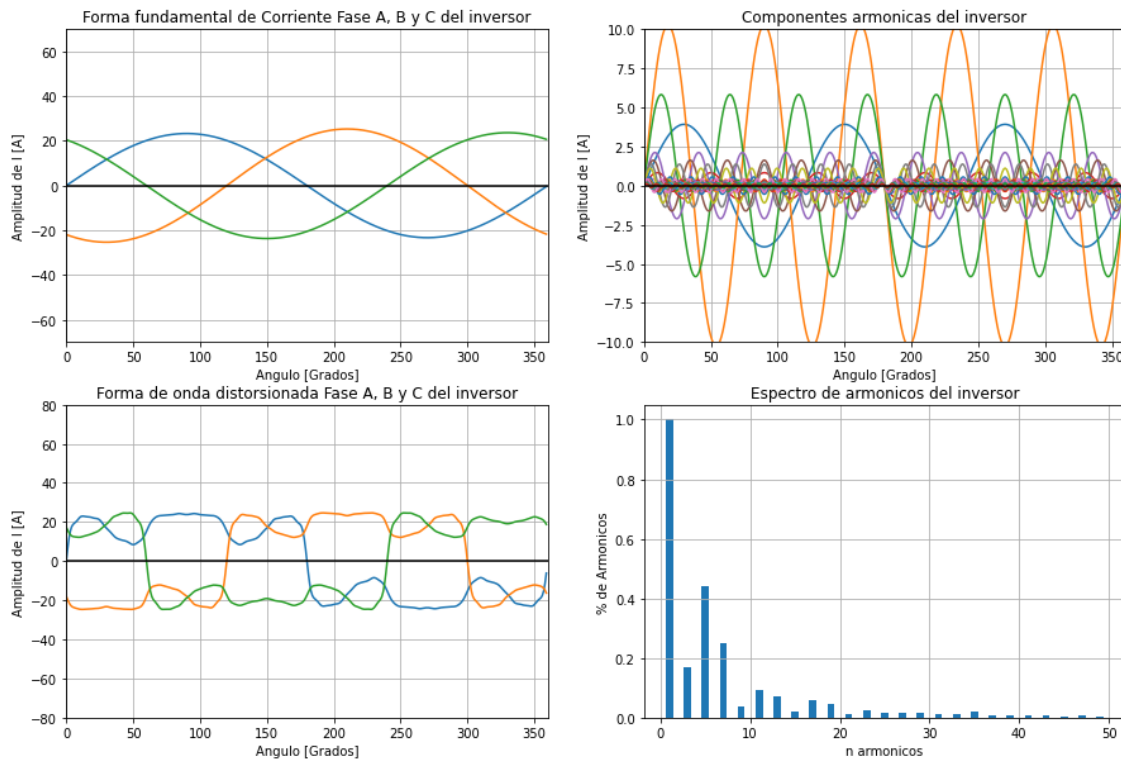 Forma fundamental de Corriente Fase A, B y C del inversor
60
40
20
0
−20
−40
−60
Amplitud de I [A]
0 50 100 150 200 250 300 350
Angulo [Grados]
Componentes armonicas del inversor
10.0
7.5
5.0
2.5
0.0
−2.5
−5.0
−7.5
−10.0
Amplitud de I [A]
0 50 100 150 200 250 300 350
Angulo [Grados]
Forma de onda distorsionada Fase A, B y C del inversor
80
60
40
20
0
−20
−40
−60
−80
Amplitud de I [A]
0 50 100 150 200 250 300 350
Angulo [Grados]
Espectro de armonicos del inversor
1.0
0.8
0.6
0.4
0.2
0.0
% de Armonicos
0 10 20 30 40 50
n armonicos